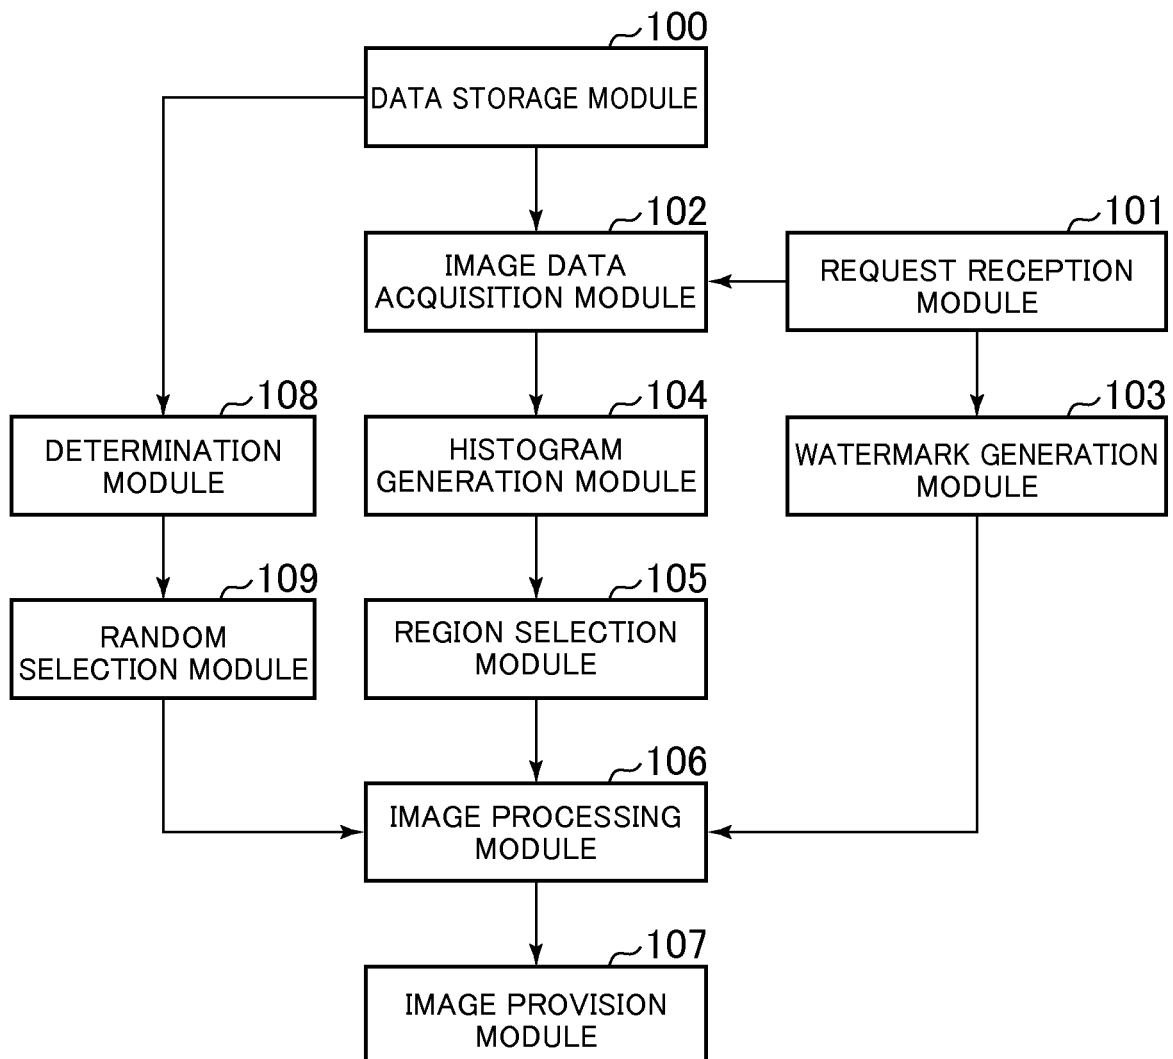 100
DATA STORAGE MODULE
102
IMAGE DATA
ACQUISITION MODULE
101
REQUEST RECEPTION
MODULE
108
DETERMINATION
MODULE
104
HISTOGRAM
GENERATION MODULE
103
WATERMARK GENERATION
MODULE
109
RANDOM
SELECTION MODULE
105
REGION SELECTION
MODULE
106
IMAGE PROCESSING
MODULE
107
IMAGE PROVISION
MODULE